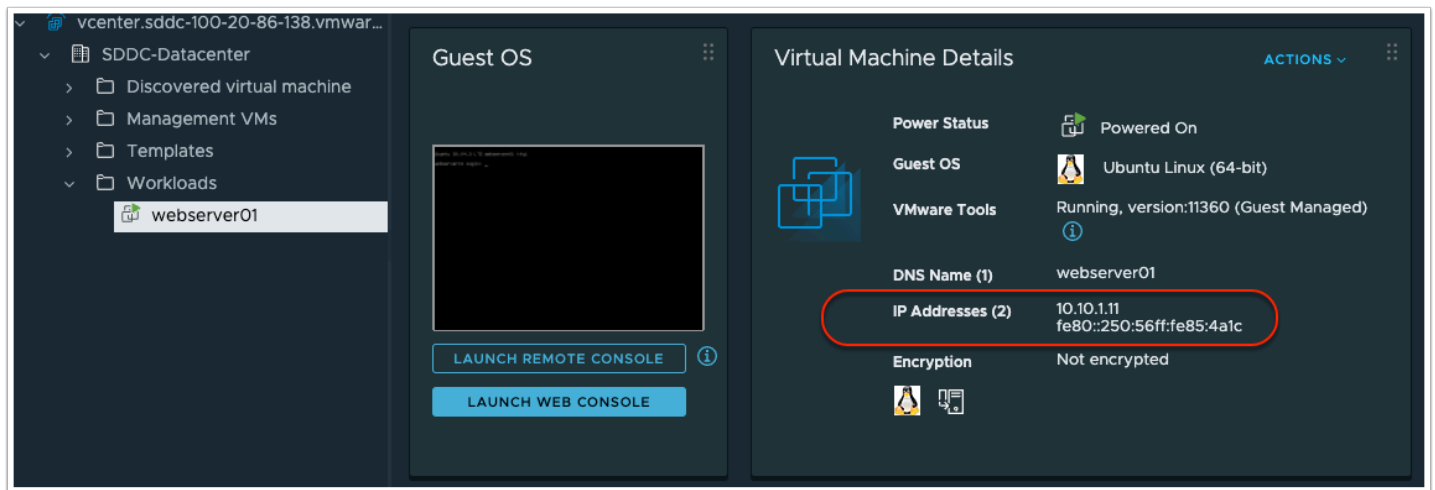 vcenter.sddc-100-20-86-138.vmwar...
SDDC-Datacenter
Discovered virtual machine
Management VMs
Templates
Workloads
webserver01
Guest OS
LAUNCH REMOTE CONSOLE
LAUNCH WEB CONSOLE
Virtual Machine Details
ACTIONS
Power Status
Powered On
Guest OS
Ubuntu Linux (64-bit)
VMware Tools
Running, version:11360 (Guest Managed)
DNS Name (1)
webserver01
IP Addresses (2)
10.10.1.11
fe80::250:56ff:fe85:4a1c
Encryption
Not encrypted